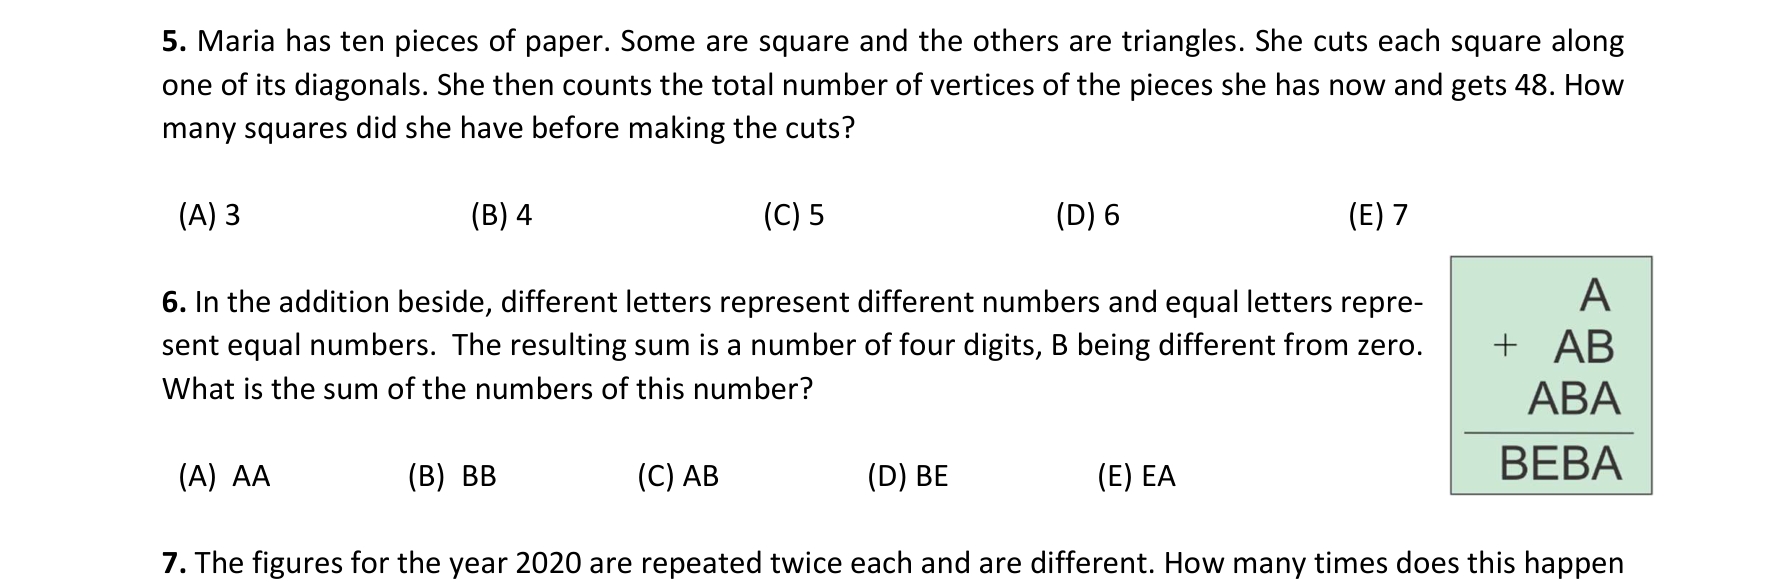 5. Maria has ten pieces of paper. Some are square and the others are triangles. She cuts each square along
one of its diagonals. She then counts the total number of vertices of the pieces she has now and gets 48. How
many squares did she have before making the cuts?
(A) 3 (B) 4 (C) 5 (D) 6 (E) 7
6. In the addition beside, different letters represent different numbers and equal letters repre-
sent equal numbers. The resulting sum is a number of four digits, B being different from zero.
What is the sum of the numbers of this number?
(A) AA (B) BB (C) AB (D) BE (E) EA
A
+ AB
ABA
BEBA
7. The figures for the year 2020 are repeated twice each and are different. How many times does this happen